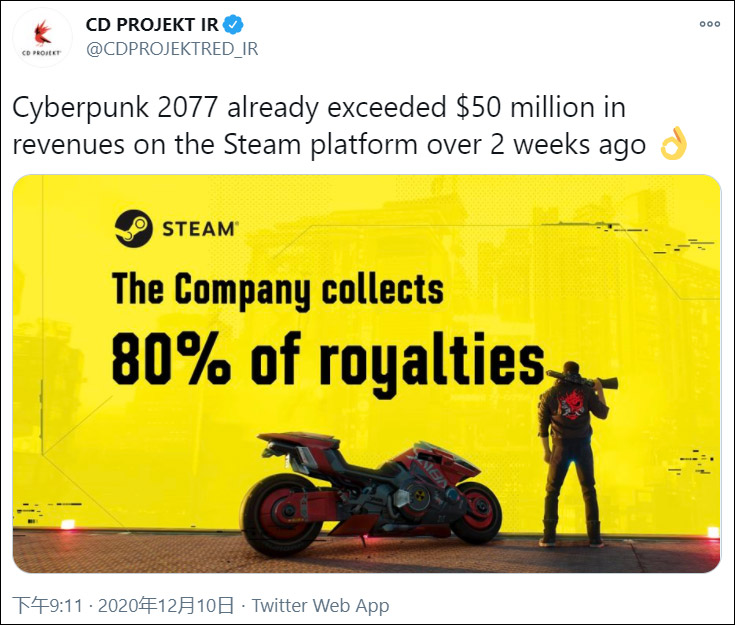 CD PROJEKT IR
@CDPROJEKTRED_IR
CD PROJEKT®
Cyberpunk 2077 already exceeded $50 million in
revenues on the Steam platform over 2 weeks ago 👌
STEAM®
The Company collects
80% of royalties
下午9:11 · 2020年12月10日 · Twitter Web App